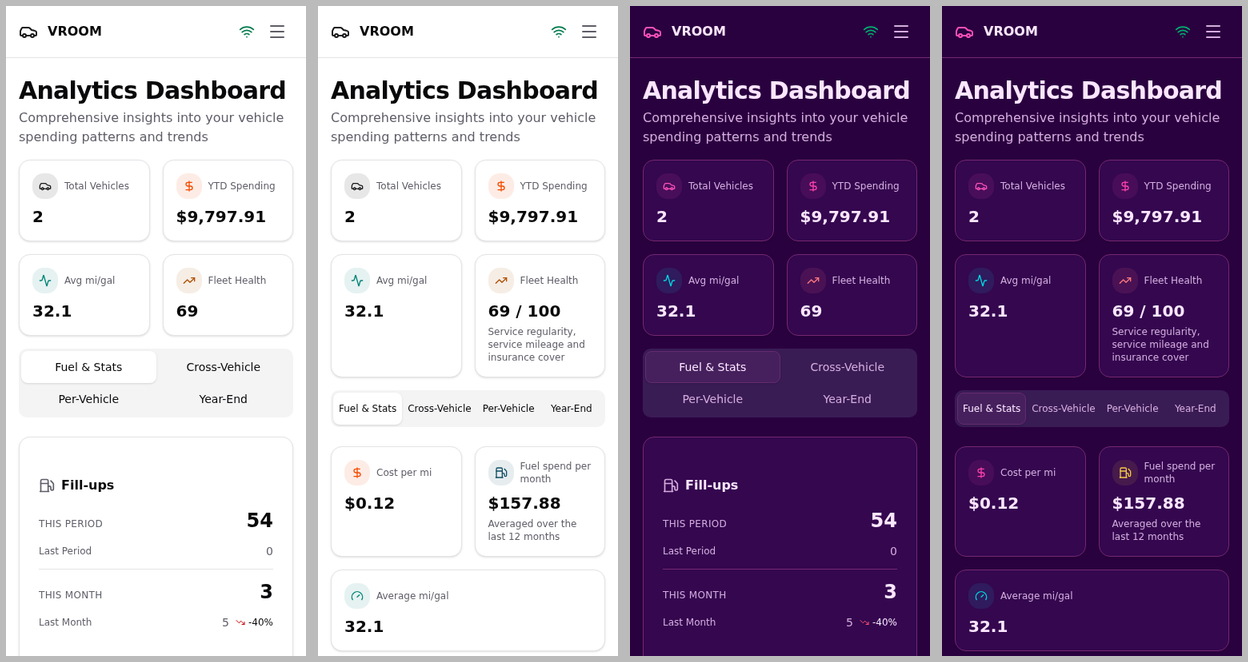 VROOM
Analytics Dashboard
Comprehensive insights into your vehicle
spending patterns and trends
Total Vehicles
2
YTD Spending
$9,797.91
Avg mi/gal
32.1
Fleet Health
69
Fuel & Stats
Cross-Vehicle
Per-Vehicle
Year-End
Fill-ups
THIS PERIOD 54
Last Period 0
THIS MONTH 3
Last Month 5 -40%
VROOM
Analytics Dashboard
Comprehensive insights into your vehicle
spending patterns and trends
Total Vehicles
2
YTD Spending
$9,797.91
Avg mi/gal
32.1
Fleet Health
69 / 100
Service regularity,
service mileage and
insurance cover
Fuel & Stats Cross-Vehicle Per-Vehicle Year-End
Cost per mi
$0.12
Fuel spend per
month
$157.88
Averaged over the
last 12 months
Average mi/gal
32.1
VROOM
Analytics Dashboard
Comprehensive insights into your vehicle
spending patterns and trends
Total Vehicles
2
YTD Spending
$9,797.91
Avg mi/gal
32.1
Fleet Health
69
Fuel & Stats
Cross-Vehicle
Per-Vehicle
Year-End
Fill-ups
THIS PERIOD 54
Last Period 0
THIS MONTH 3
Last Month 5 -40%
VROOM
Analytics Dashboard
Comprehensive insights into your vehicle
spending patterns and trends
Total Vehicles
2
YTD Spending
$9,797.91
Avg mi/gal
32.1
Fleet Health
69 / 100
Service regularity,
service mileage and
insurance cover
Fuel & Stats Cross-Vehicle Per-Vehicle Year-End
Cost per mi
$0.12
Fuel spend per
month
$157.88
Averaged over the
last 12 months
Average mi/gal
32.1